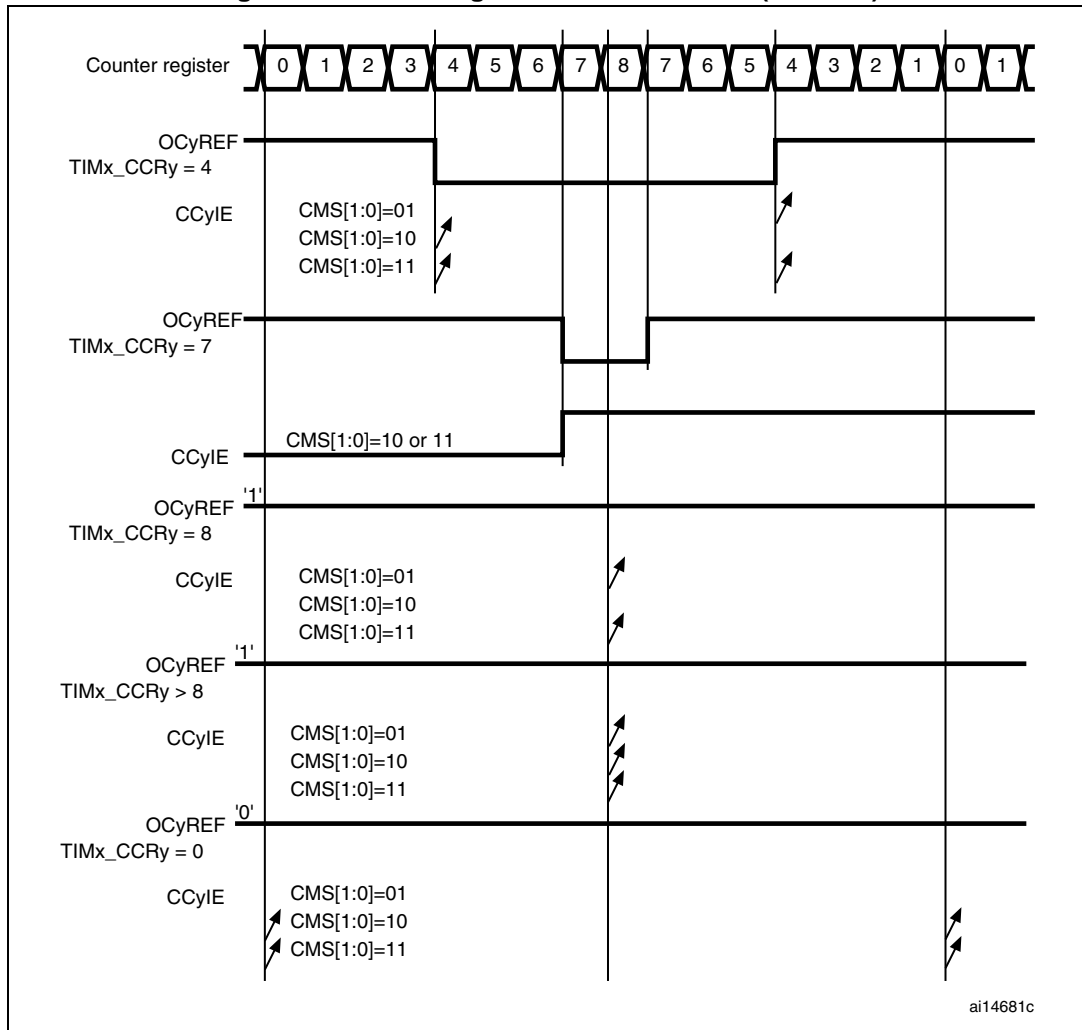 Counter register 0 1 2 3 4 5 6 7 8 7 6 5 4 3 2 1 0 1
OCyREF
TIMx_CCRy = 4
CCyIE CMS[1:0]=01
CMS[1:0]=10
CMS[1:0]=11
OCyREF
TIMx_CCRy = 7
CMS[1:0]=10 or 11
CCyIE
'1'
OCyREF
TIMx_CCRy = 8
CCyIE CMS[1:0]=01
CMS[1:0]=10
CMS[1:0]=11
'1'
OCyREF
TIMx_CCRy > 8
CCyIE CMS[1:0]=01
CMS[1:0]=10
CMS[1:0]=11
'0'
OCyREF
TIMx_CCRy = 0
CCyIE CMS[1:0]=01
CMS[1:0]=10
CMS[1:0]=11
ai14681c